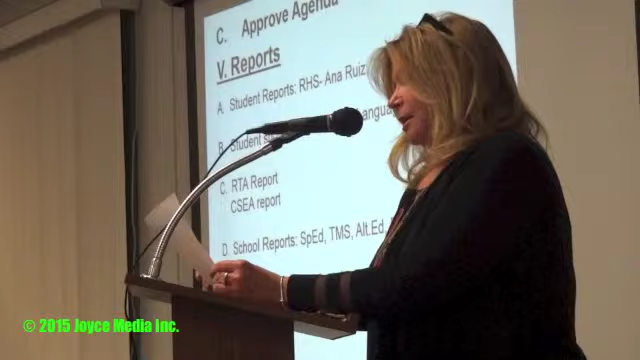 C. Approve Agenda
V. Reports
A. Student Reports: RHS- Ana Ruiz
B. Student
C. RTA Report
CSEA report
D. School Reports: SpEd, TMS, Alt.Ed,
© 2015 Joyce Media Inc.